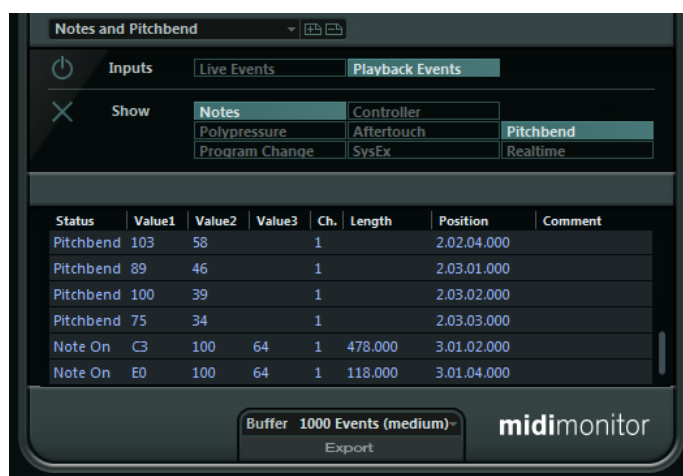 Notes and Pitchbend
Inputs Live Events Playback Events
Show Notes Controller
Polypressure Aftertouch Pitchbend
Program Change SysEx Realtime
Status Value1 Value2 Value3 Ch. Length Position Comment
Pitchbend 103 58 1 2.02.04.000
Pitchbend 89 46 1 2.03.01.000
Pitchbend 100 39 1 2.03.02.000
Pitchbend 75 34 1 2.03.03.000
Note On C3 100 64 1 478.000 3.01.02.000
Note On E0 100 64 1 118.000 3.01.04.000
Buffer 1000 Events (medium)
Export
midimonitor